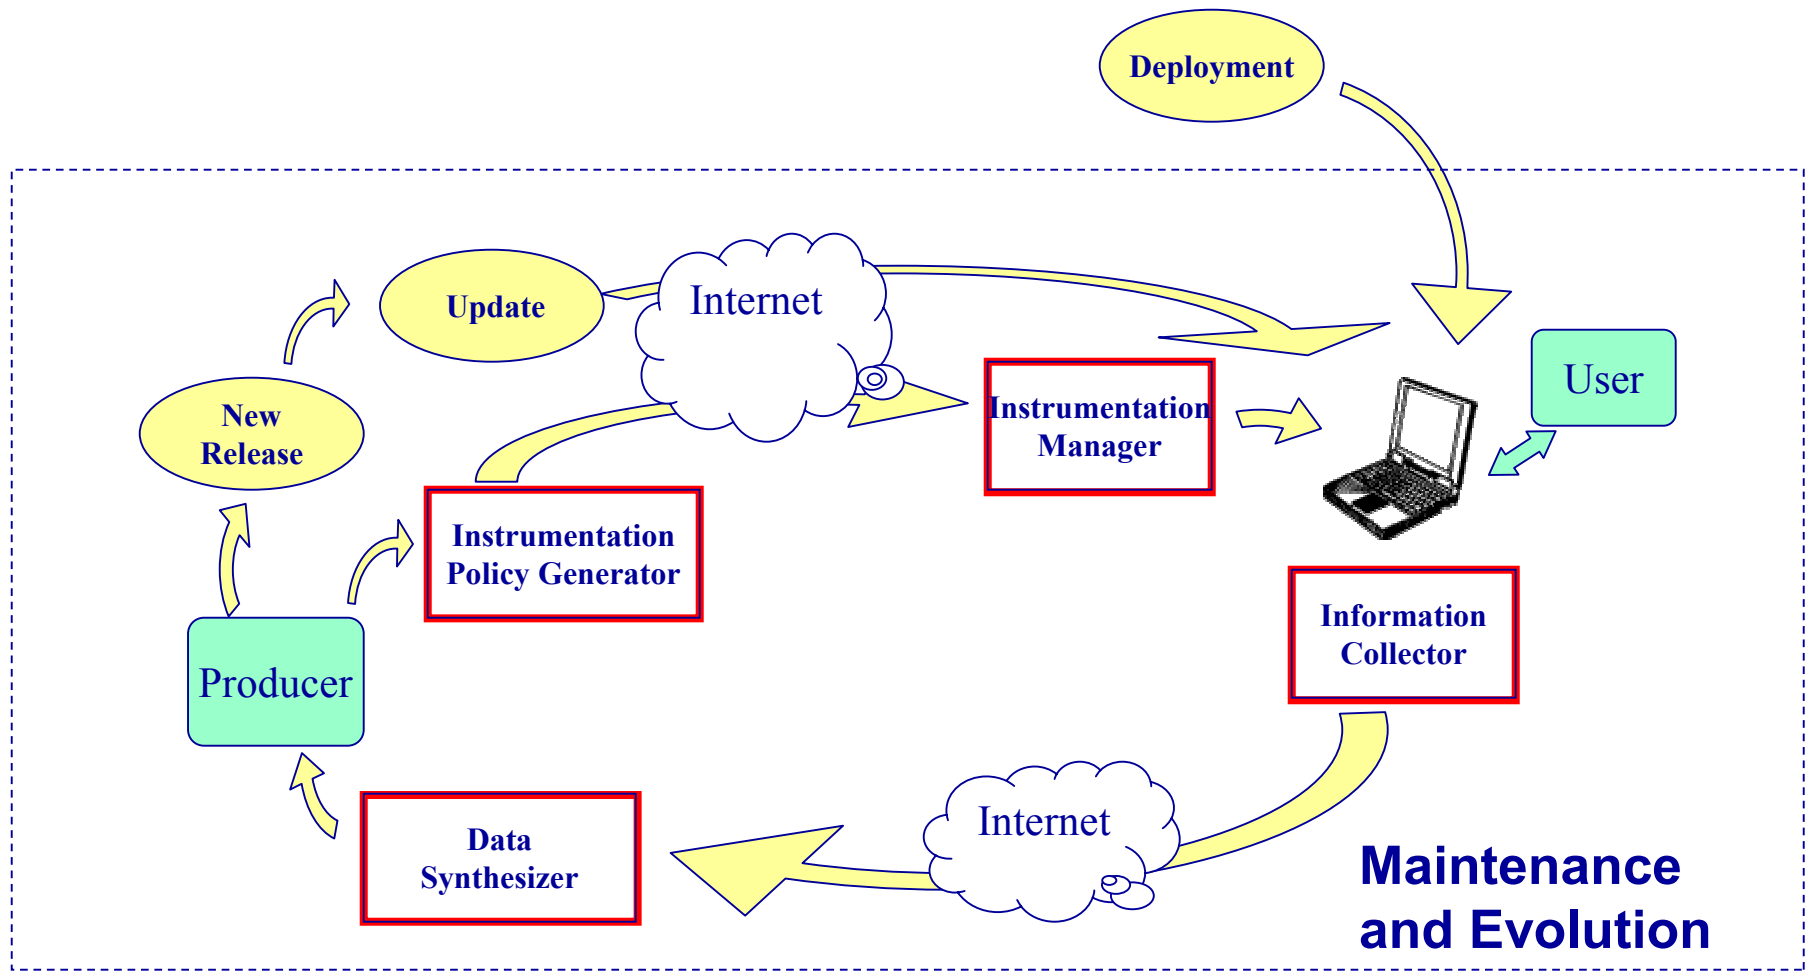 Deployment
Update
Internet
Instrumentation
Manager
User
New
Release
Instrumentation
Policy Generator
Information
Collector
Producer
Internet
Data
Synthesizer
Maintenance
and Evolution